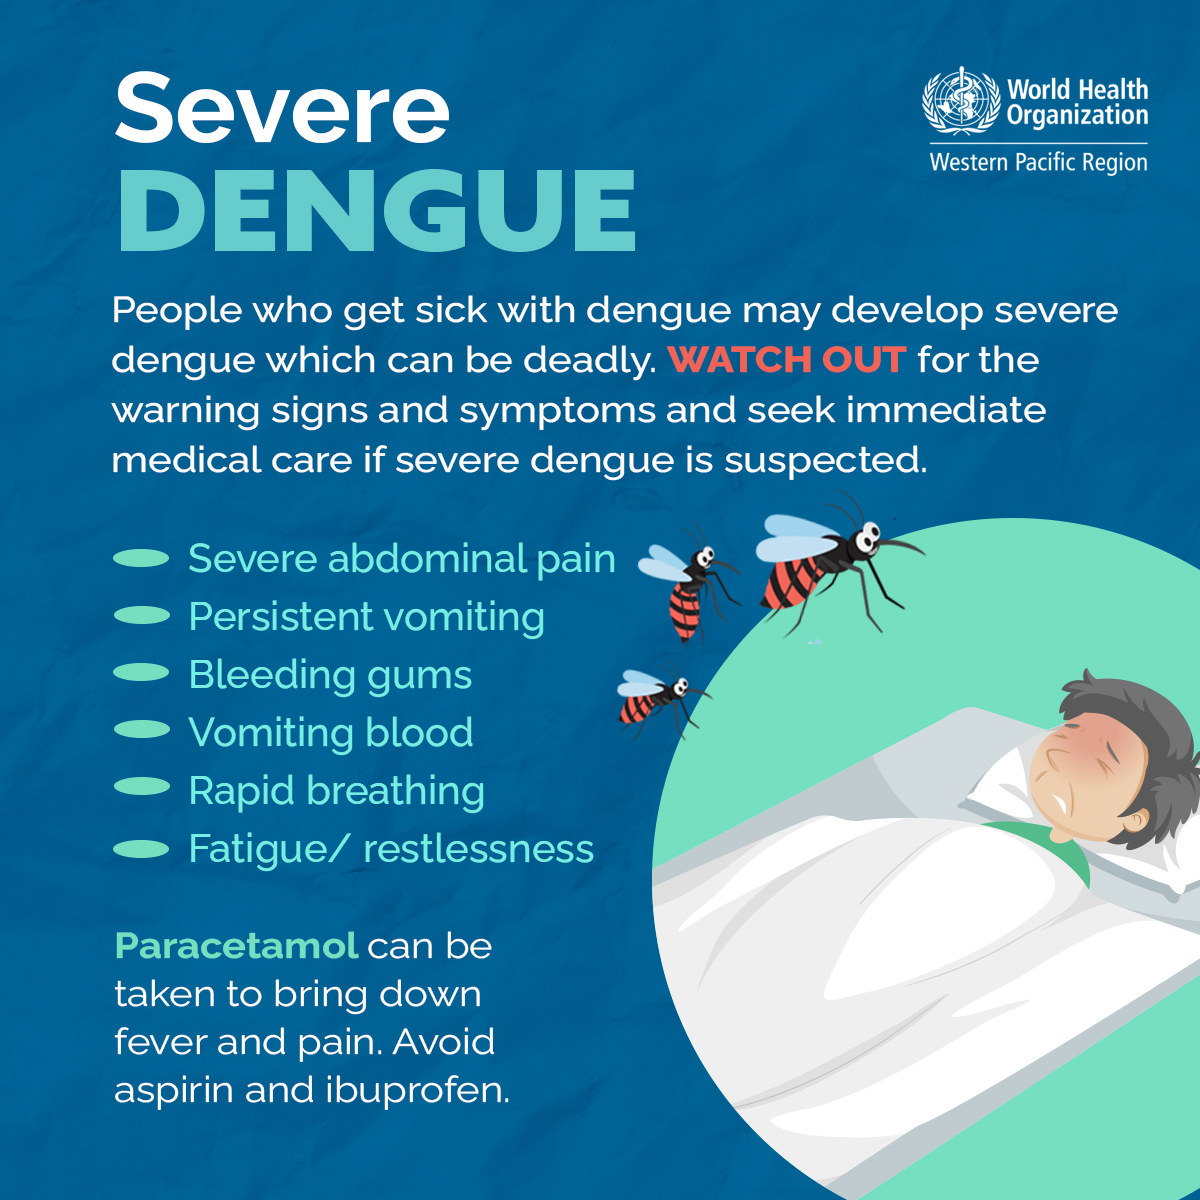 Severe
DENGUE
World Health
Organization
Western Pacific Region
People who get sick with dengue may develop severe
dengue which can be deadly. WATCH OUT for the
warning signs and symptoms and seek immediate
medical care if severe dengue is suspected.
Severe abdominal pain
Persistent vomiting
Bleeding gums
Vomiting blood
Rapid breathing
Fatigue/ restlessness
Paracetamol can be
taken to bring down
fever and pain. Avoid
aspirin and ibuprofen.